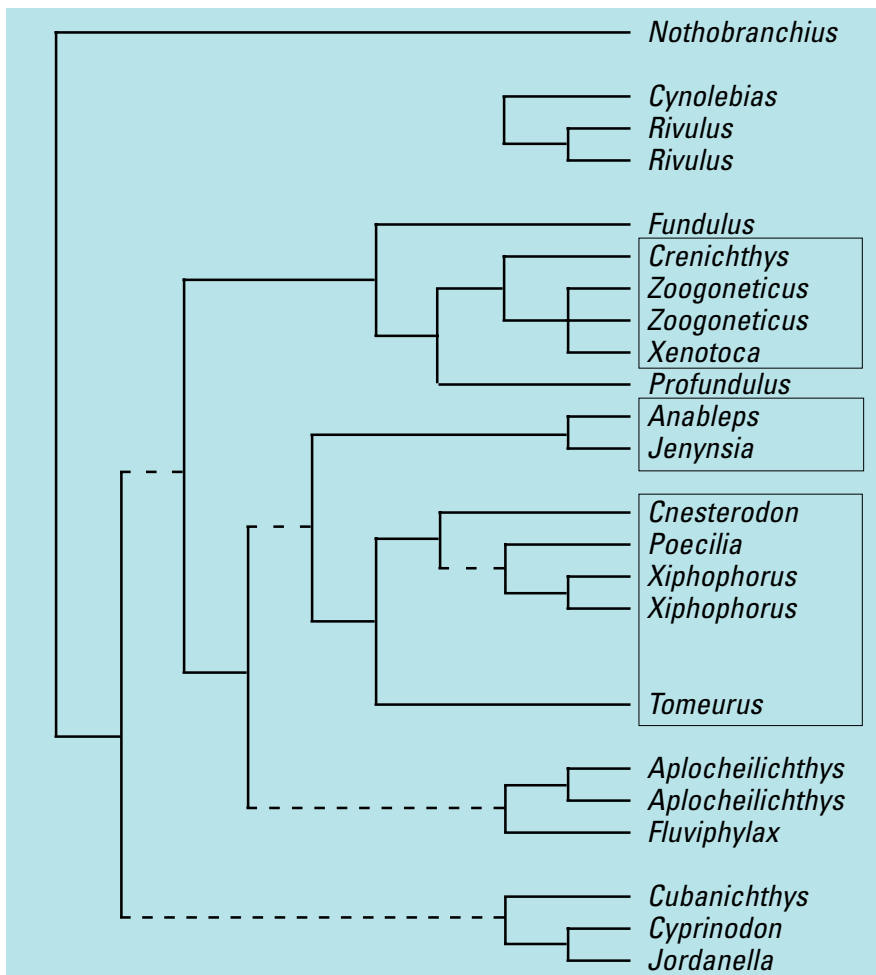 Nothobranchius
Cynolebias
Rivulus
Rivulus
Fundulus
Crenichthys
Zoogoneticus
Zoogoneticus
Xenotoca
Profundulus
Anableps
Jenynsia
Cnesterodon
Poecilia
Xiphophorus
Xiphophorus
Tomeurus
Aplocheilichthys
Aplocheilichthys
Fluviphylax
Cubanichthys
Cyprinodon
Jordanella